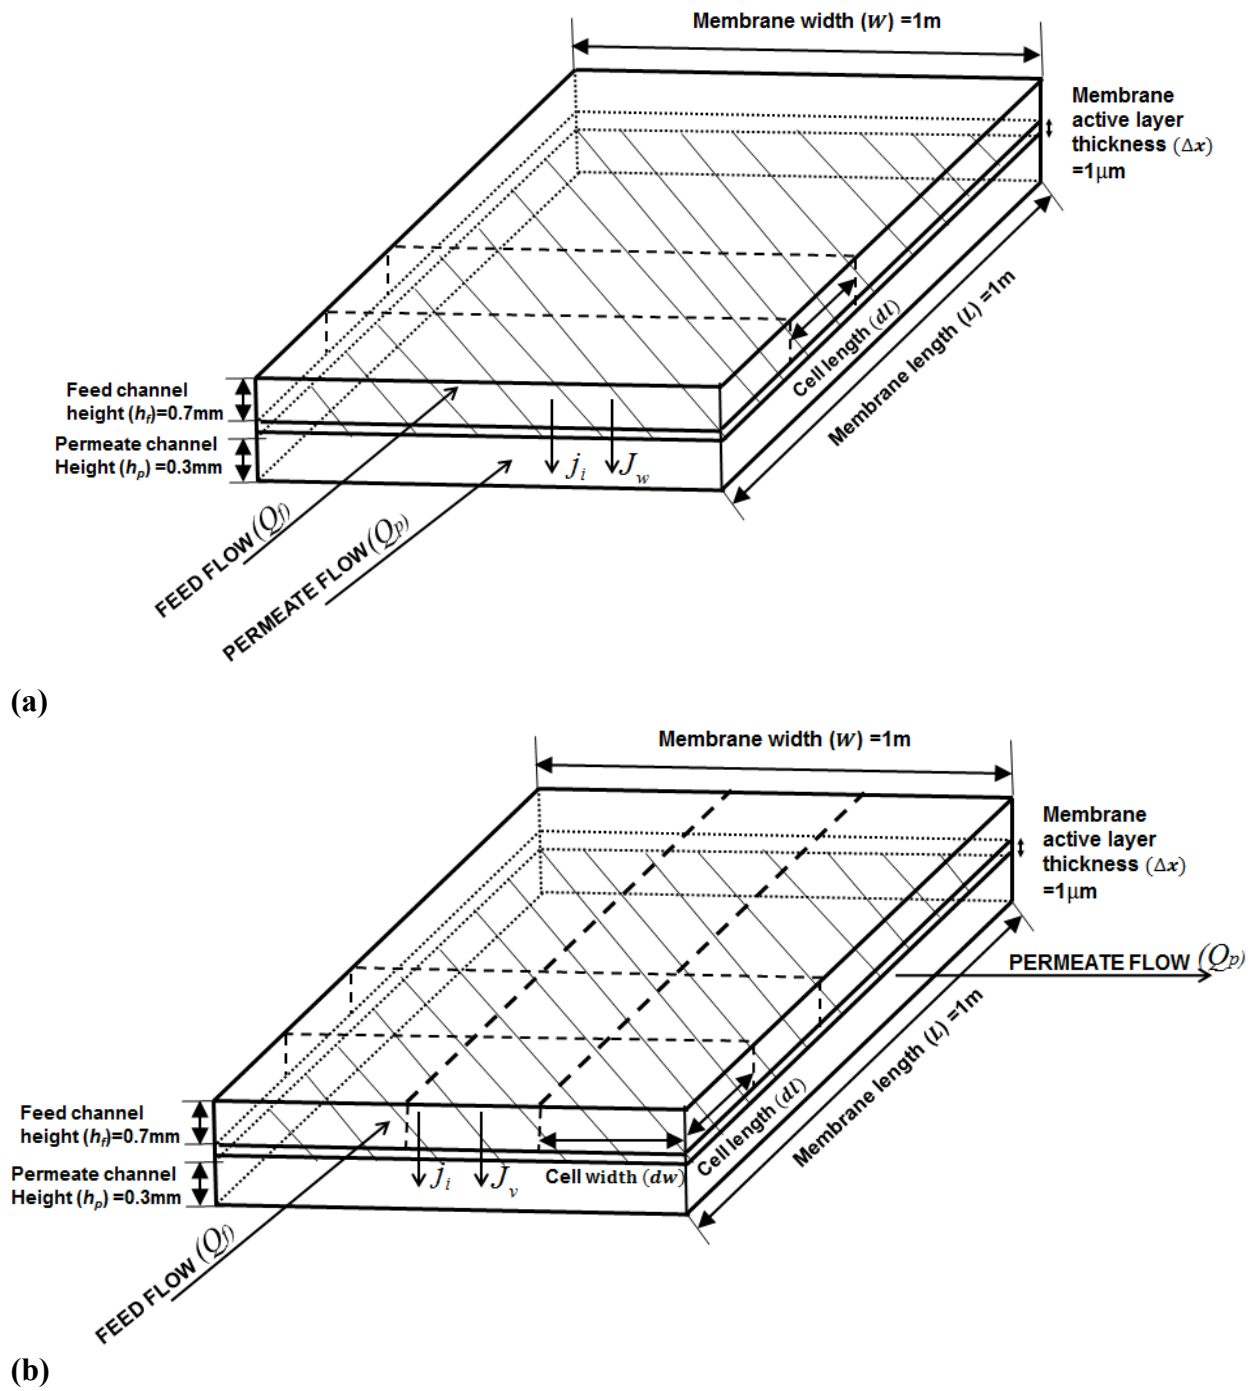 Membrane width (W) =1m
Membrane
active layer
thickness (Δx)
=1μm
Cell length (dl)
Membrane length (L) =1m
Feed channel
height (hf)=0.7mm
Permeate channel
Height (hp) =0.3mm
ji
Jw
FEED FLOW (Qf)
PERMEATE FLOW (Qp)
(a)
Membrane width (W) =1m
Membrane
active layer
thickness (Δx)
=1μm
PERMEATE FLOW (Qp)
Cell length (dl)
Membrane length (L) =1m
Feed channel
height (hf)=0.7mm
Permeate channel
Height (hp) =0.3mm
ji
Jv
Cell width (dw)
FEED FLOW (Qf)
(b)